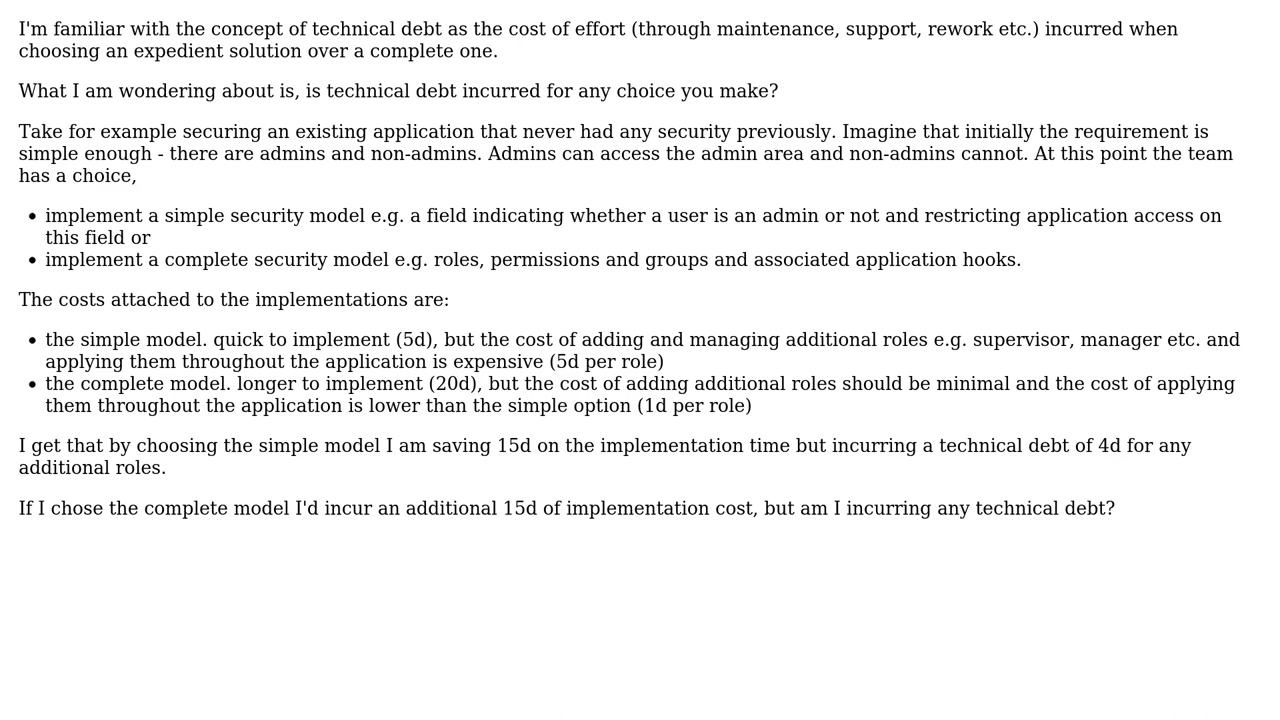 I'm familiar with the concept of technical debt as the cost of effort (through maintenance, support, rework etc.) incurred when
choosing an expedient solution over a complete one.
What I am wondering about is, is technical debt incurred for any choice you make?
Take for example securing an existing application that never had any security previously. Imagine that initially the requirement is
simple enough - there are admins and non-admins. Admins can access the admin area and non-admins cannot. At this point the team
has a choice,
• implement a simple security model e.g. a field indicating whether a user is an admin or not and restricting application access on
this field or
• implement a complete security model e.g. roles, permissions and groups and associated application hooks.
The costs attached to the implementations are:
• the simple model. quick to implement (5d), but the cost of adding and managing additional roles e.g. supervisor, manager etc. and
applying them throughout the application is expensive (5d per role)
• the complete model. longer to implement (20d), but the cost of adding additional roles should be minimal and the cost of applying
them throughout the application is lower than the simple option (1d per role)
I get that by choosing the simple model I am saving 15d on the implementation time but incurring a technical debt of 4d for any
additional roles.
If I chose the complete model I'd incur an additional 15d of implementation cost, but am I incurring any technical debt?